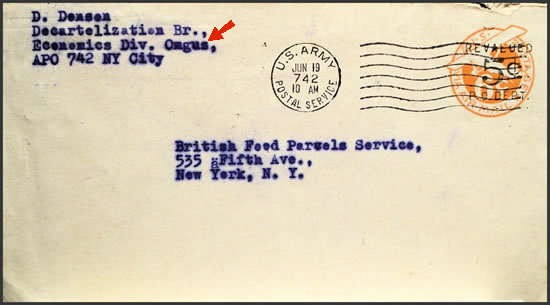 D. Densen
Decartelization Br.,
Economics Div. Omgus,
APO 742 NY City
U.S. ARMY
JUN 19
742
10 AM
POSTAL SERVICE
REVALUED
5¢
P.O. DEPT.
British Feed Parcels Service,
535 Fifth Ave.,
New York, N. Y.